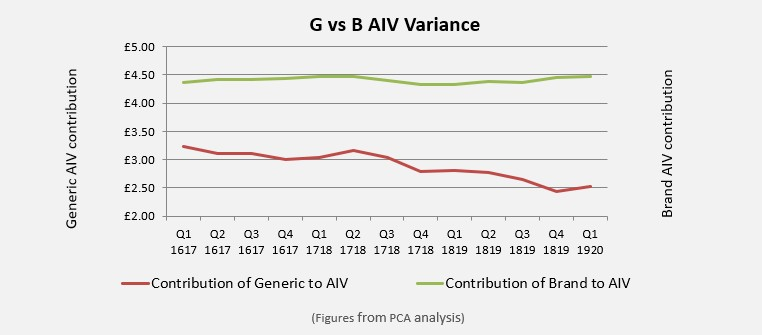 G vs B AIV Variance
£5.00
£4.50
£4.00
£3.50
£3.00
£2.50
£2.00
Generic AIV contribution
Brand AIV contribution
Q1 Q2 Q3 Q4 Q1 Q2 Q3 Q4 Q1 Q2 Q3 Q4 Q1
1617 1617 1617 1617 1718 1718 1718 1718 1819 1819 1819 1819 1920
Contribution of Generic to AIV
Contribution of Brand to AIV
(Figures from PCA analysis)